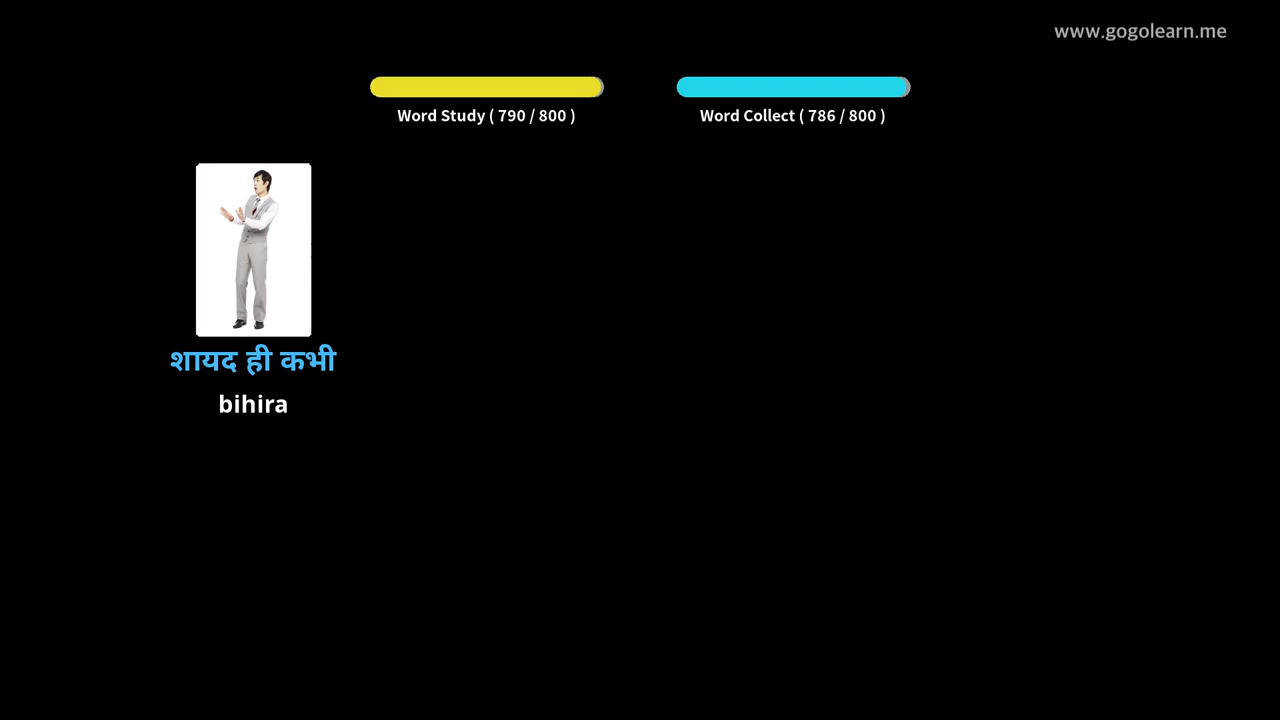 www.gogolearn.me
Word Study ( 790 / 800 )
Word Collect ( 786 / 800 )
शायद ही कभी
bihira